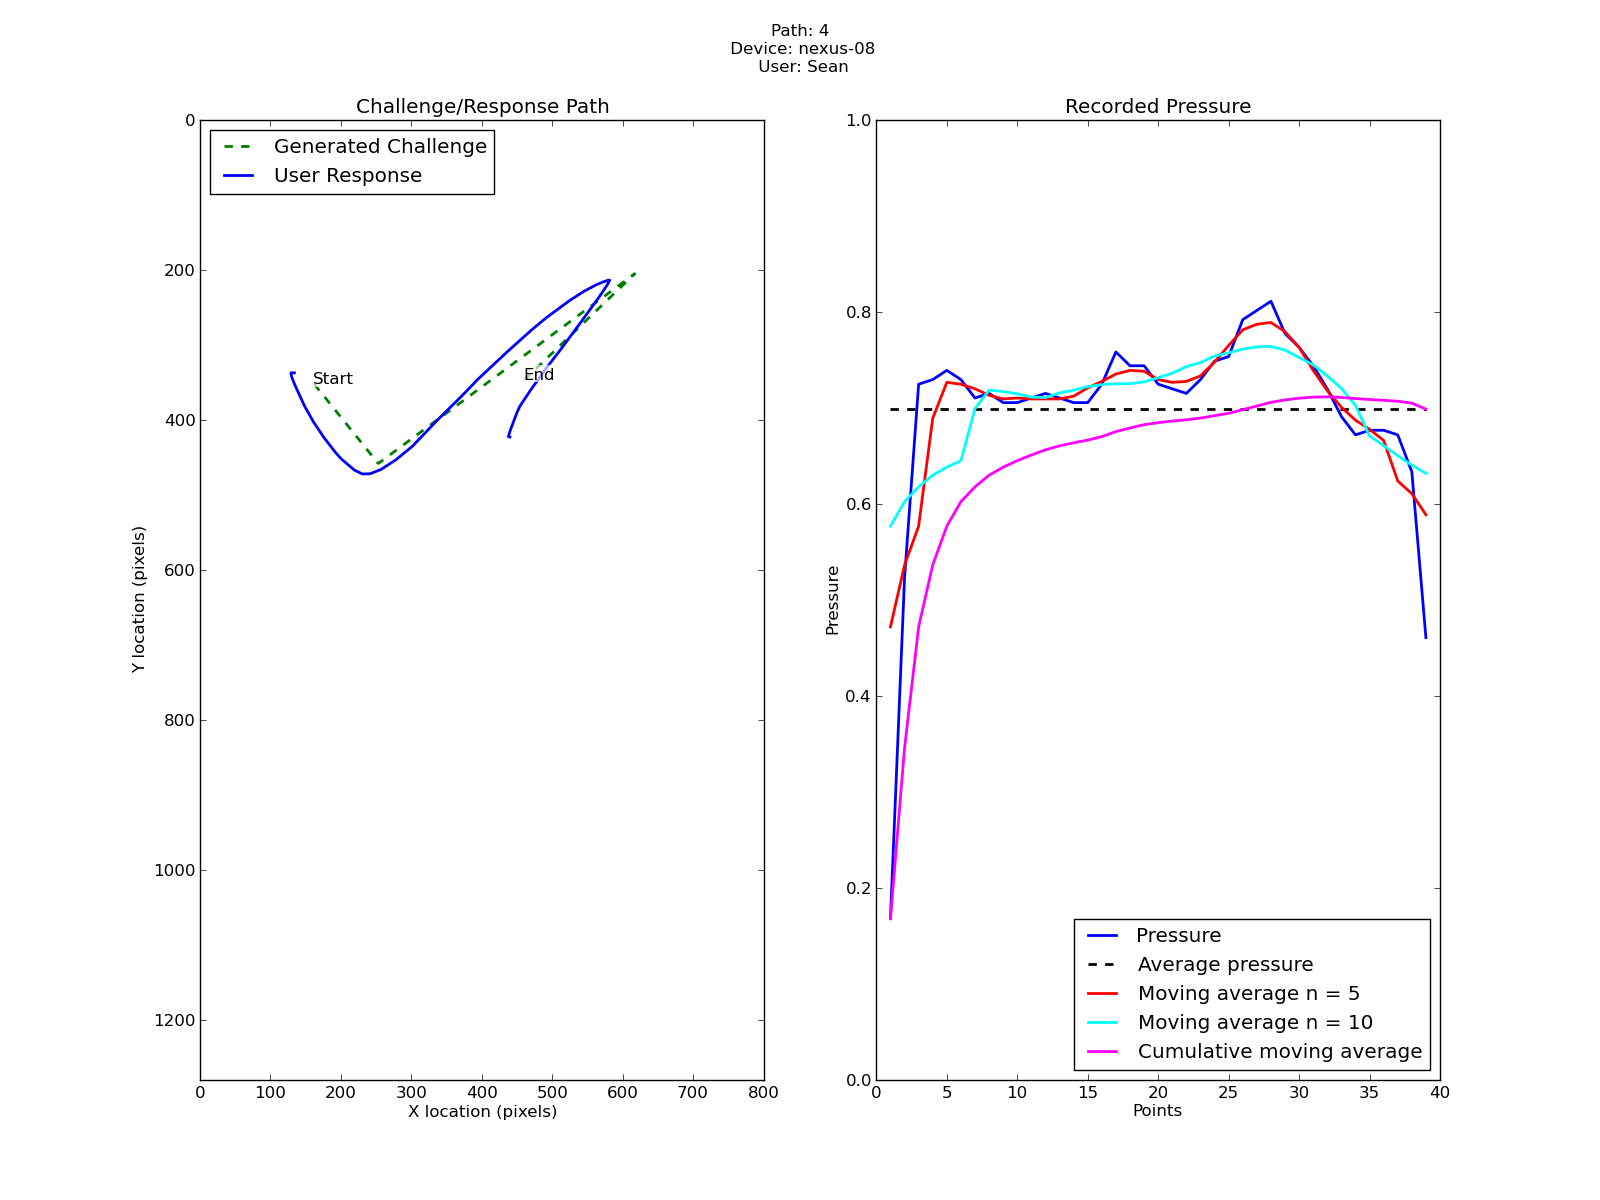 Path: 4
Device: nexus-08
User: Sean
Challenge/Response Path
Generated Challenge
User Response
Start
End
0
200
400
600
800
1000
1200
Y location (pixels)
0 100 200 300 400 500 600 700 800
X location (pixels)
Recorded Pressure
1.0
0.8
0.6
0.4
0.2
0.0
Pressure
Pressure
Average pressure
Moving average n = 5
Moving average n = 10
Cumulative moving average
0 5 10 15 20 25 30 35 40
Points